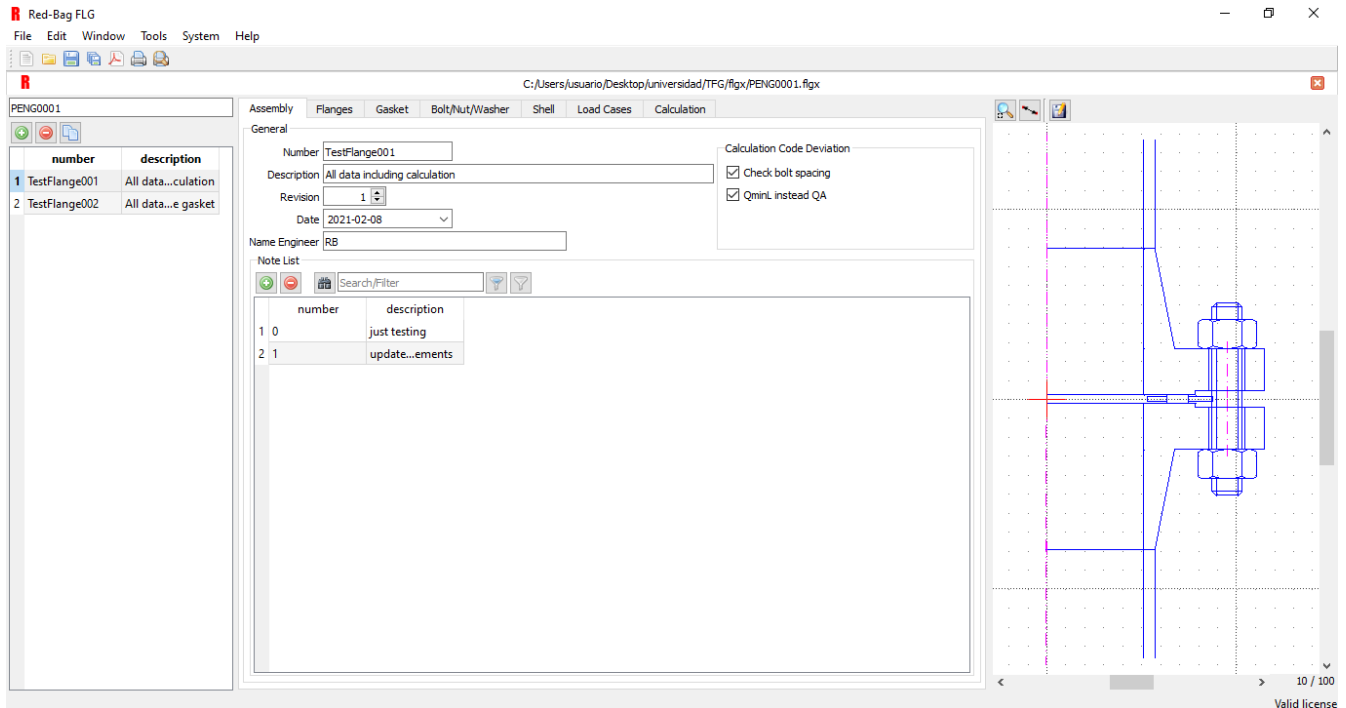 R Red-Bag FLG
File Edit Window Tools System Help
R C:/Users/usuario/Desktop/universidad/TFG/flgx/PENG0001.flgx
PENG0001
number description
1 TestFlange001 All data...culation
2 TestFlange002 All data...e gasket
Assembly Flanges Gasket Bolt/Nut/Washer Shell Load Cases Calculation
General
Number TestFlange001
Description All data including calculation
Revision 1
Date 2021-02-08
Name Engineer RB
Calculation Code Deviation
Check bolt spacing
QminL instead QA
Note List
Search/Filter
number description
1 0 just testing
2 1 update...ements
10 / 100
Valid license